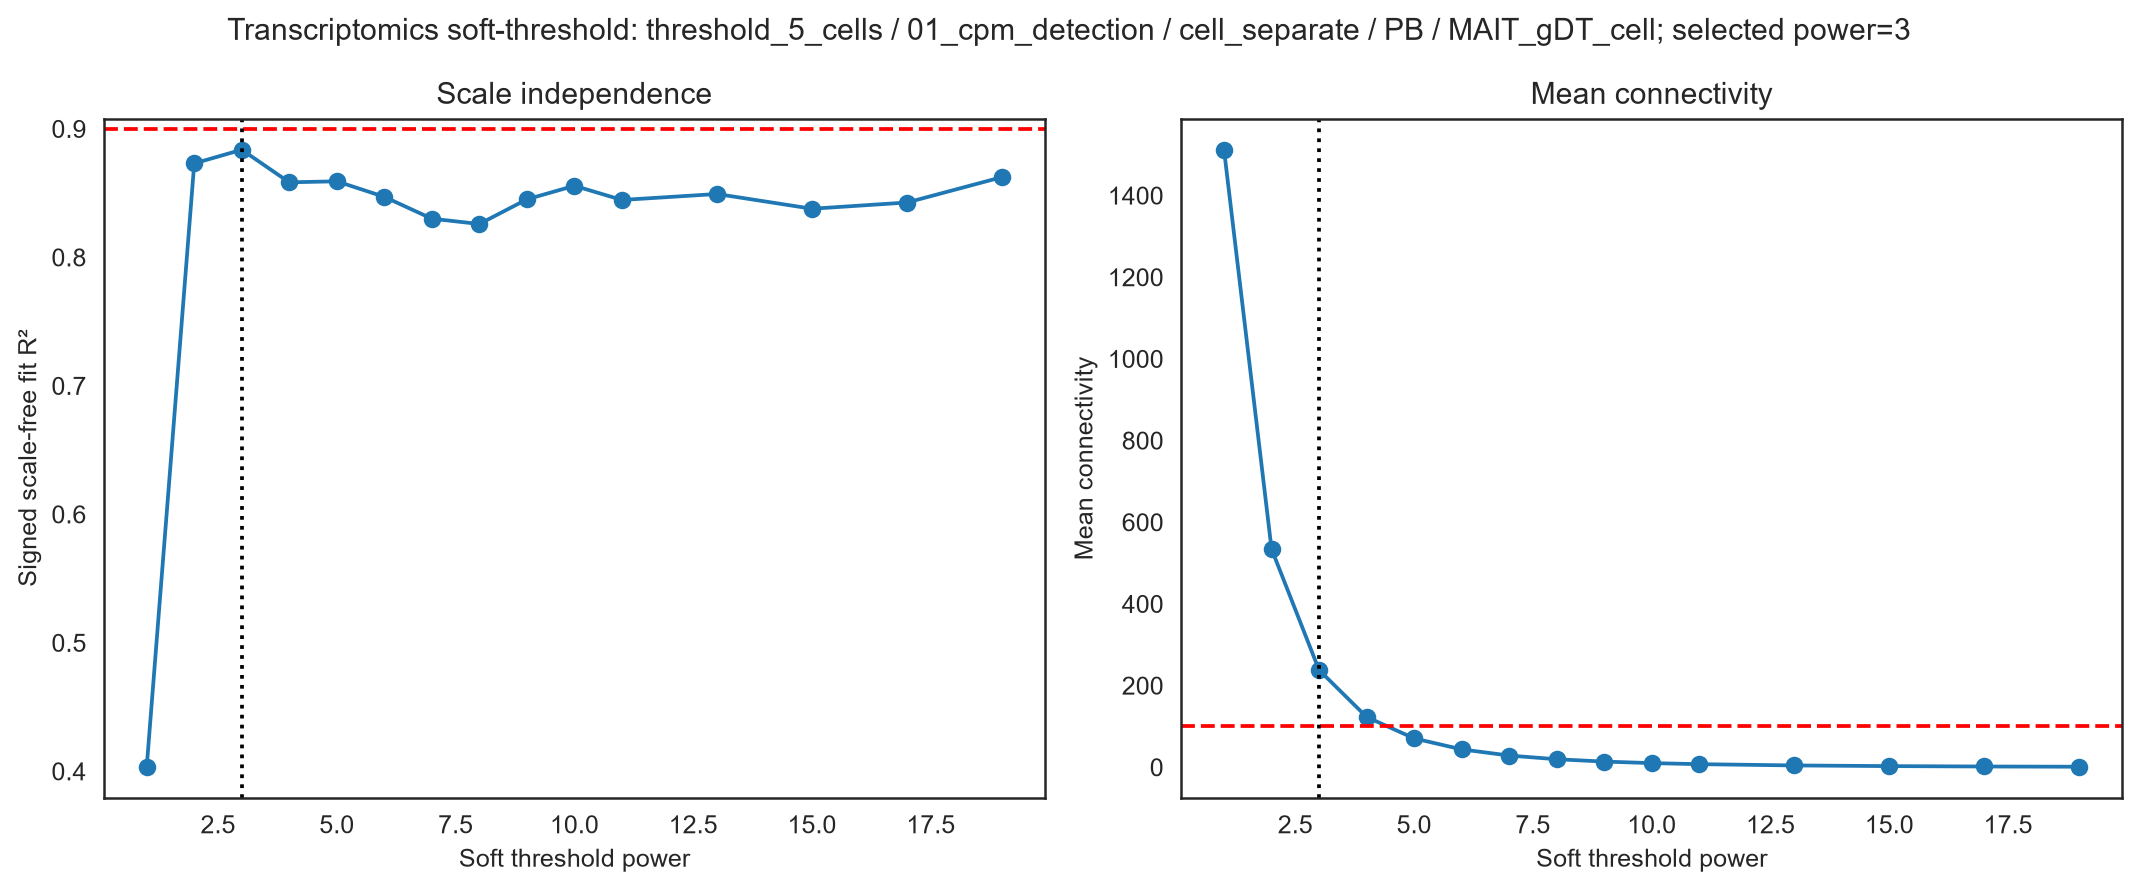 Transcriptomics soft-threshold: threshold_5_cells / 01_cpm_detection / cell_separate / PB / MAIT_gDT_cell; selected power=3
Scale independence
Signed scale-free fit R²
0.9
0.8
0.7
0.6
0.5
0.4
2.5 5.0 7.5 10.0 12.5 15.0 17.5
Soft threshold power
Mean connectivity
Mean connectivity
1400
1200
1000
800
600
400
200
0
2.5 5.0 7.5 10.0 12.5 15.0 17.5
Soft threshold power